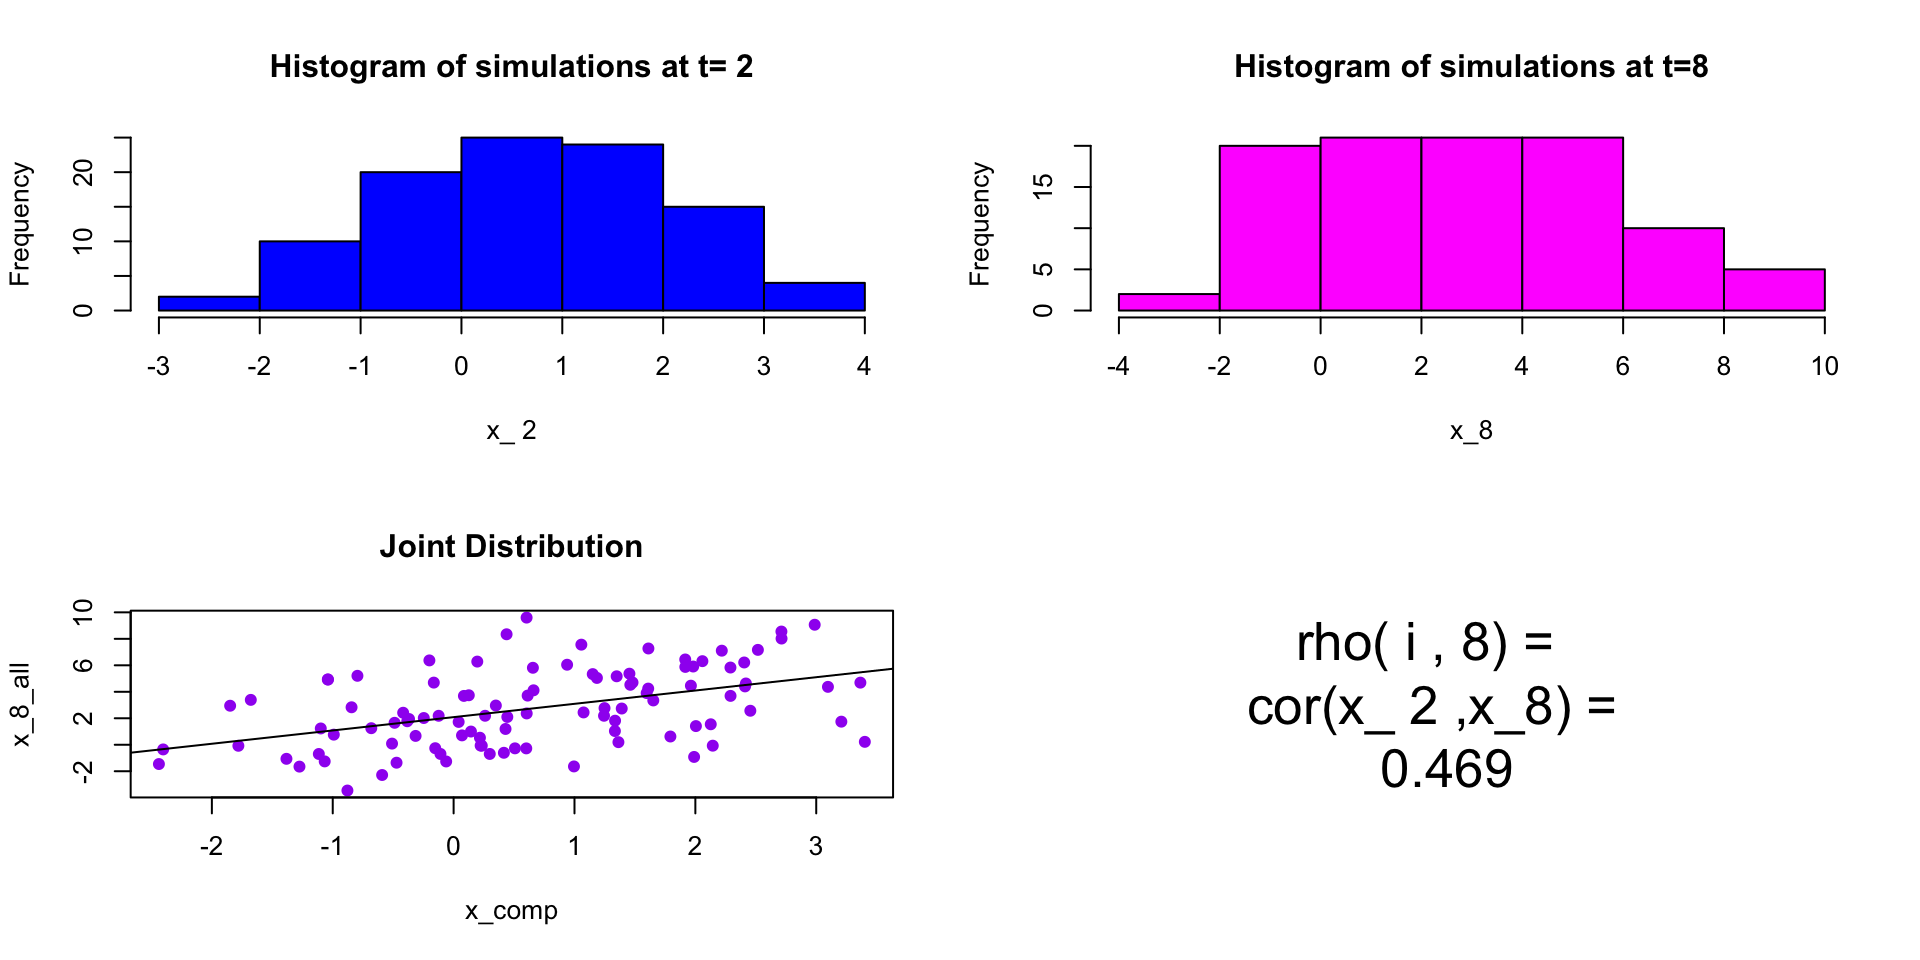 Histogram of simulations at t= 2
Frequency
0 10 20
-3 -2 -1 0 1 2 3 4
x_ 2
Histogram of simulations at t=8
Frequency
0 5 15
-4 -2 0 2 4 6 8 10
x_8
Joint Distribution
x_8_all
-2 2 6 10
-2 -1 0 1 2 3
x_comp
rho( i , 8) =
cor(x_ 2 ,x_8) =
0.469